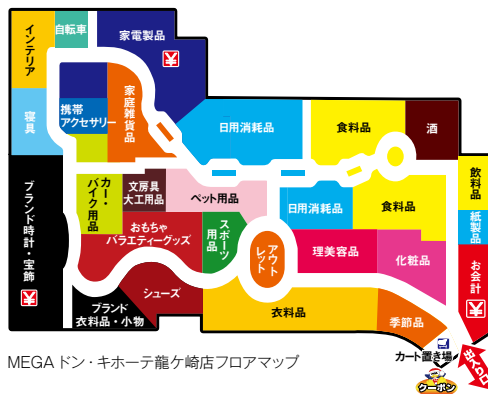 インテリア
自転車
家電製品
寝具
携帯
アクセサリー
家庭雑貨品
日用消耗品
食料品
酒
ブランド時計・宝飾
カー・
バイク用品
文房具
大工用品
ペット用品
日用消耗品
食料品
飲料品
紙製品
おもちゃ
バラエティーグッズ
スポーツ
用品
アウト
レット
理美容品
化粧品
お会計
ブランド
衣料品・小物
シューズ
衣料品
季節品
カート置き場
出入り口
クーポン
MEGAドン・キホーテ龍ケ崎店フロアマップ